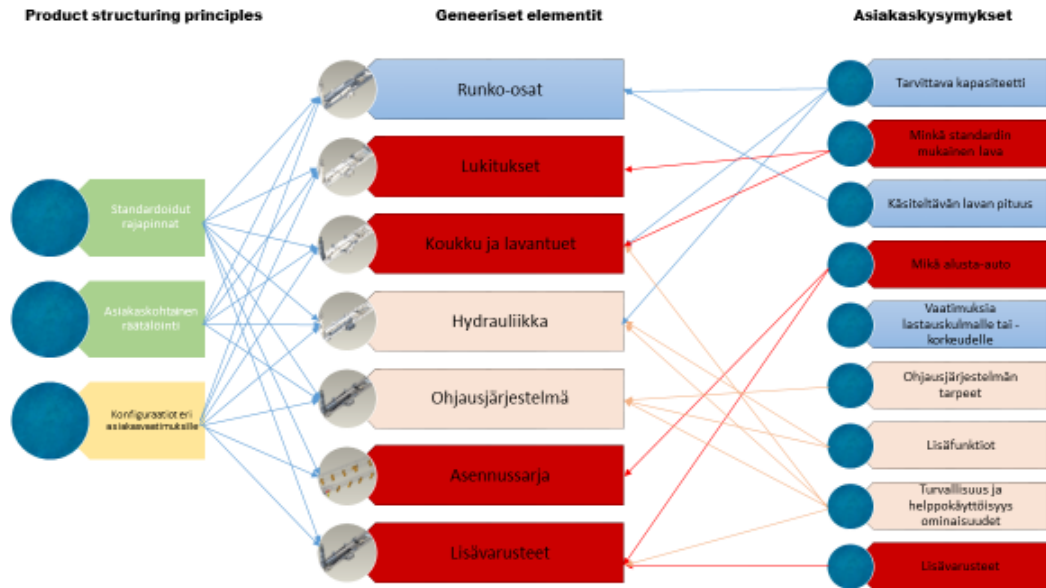 Product structuring principles
Geneeriset elementit
Asiakaskysymykset
Standardoidut
rajapinnat
Asiakaskohtainen
räätälöinti
Konfiguraatiot eri
asiakasvaatimuksille
Runko-osat
Lukitukset
Koukku ja lavantuet
Hydrauliikka
Ohjausjärjestelmä
Asennussarja
Lisävarusteet
Tarvittava kapasiteetti
Minkä standardin
mukainen lava
Käsiteltävän lavan pituus
Mikä alusta-auto
Vaatimuksia
lastauskulmalle tai -
korkeudelle
Ohjausjärjestelmän
tarpeet
Lisäfunktiot
Turvallisuus ja
helppokäyttöisyys
ominaisuudet
Lisävarusteet